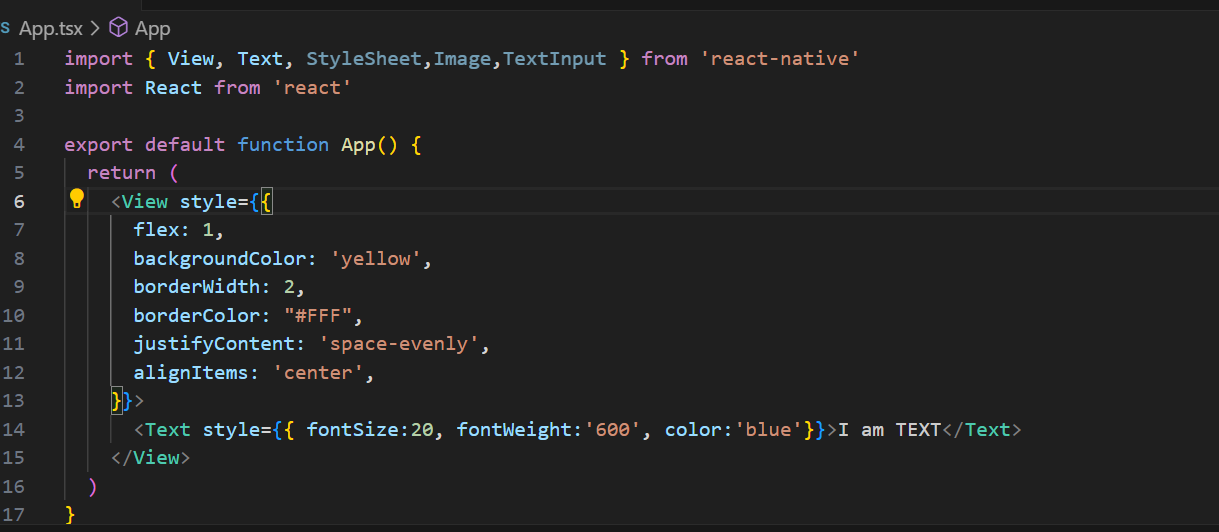 TS App.tsx > App
1 import { View, Text, StyleSheet,Image,TextInput } from 'react-native'
2 import React from 'react'
3
4 export default function App() {
5   return (
6     <View style={{
7       flex: 1,
8       backgroundColor: 'yellow',
9       borderWidth: 2,
10       borderColor: "#FFF",
11       justifyContent: 'space-evenly',
12       alignItems: 'center',
13     }}>
14       <Text style={{ fontSize:20, fontWeight:'600', color:'blue'}}>I am TEXT</Text>
15     </View>
16   )
17 }